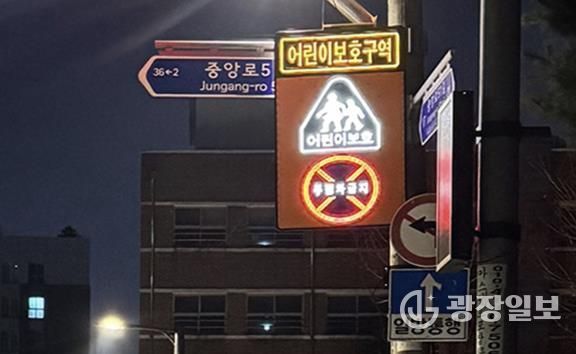 어린이보호구역
36←2 중앙로5
Jungang-ro 5
어린이보호
주정차금지
일방통행
광장일보